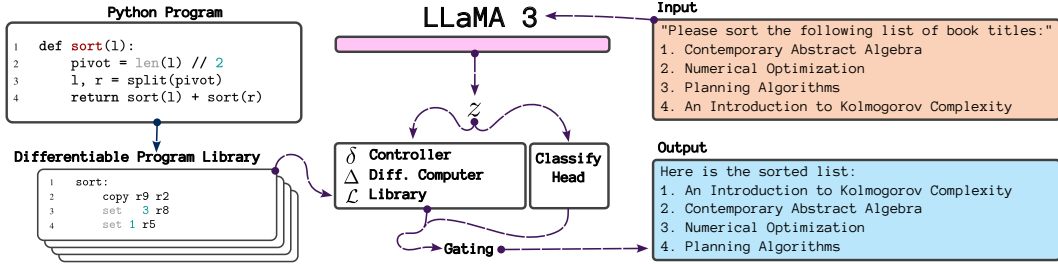 Python Program
1 def sort(l):
2 pivot = len(l) // 2
3 l, r = split(pivot)
4 return sort(l) + sort(r)
Differentiable Program Library
1 sort:
2 copy r9 r2
3 set 3 r8
4 set 1 r5
LLaMA 3
z
δ Controller
Δ Diff. Computer
ℒ Library
Classify
Head
Gating
Input
"Please sort the following list of book titles:"
1. Contemporary Abstract Algebra
2. Numerical Optimization
3. Planning Algorithms
4. An Introduction to Kolmogorov Complexity
Output
Here is the sorted list:
1. An Introduction to Kolmogorov Complexity
2. Contemporary Abstract Algebra
3. Numerical Optimization
4. Planning Algorithms